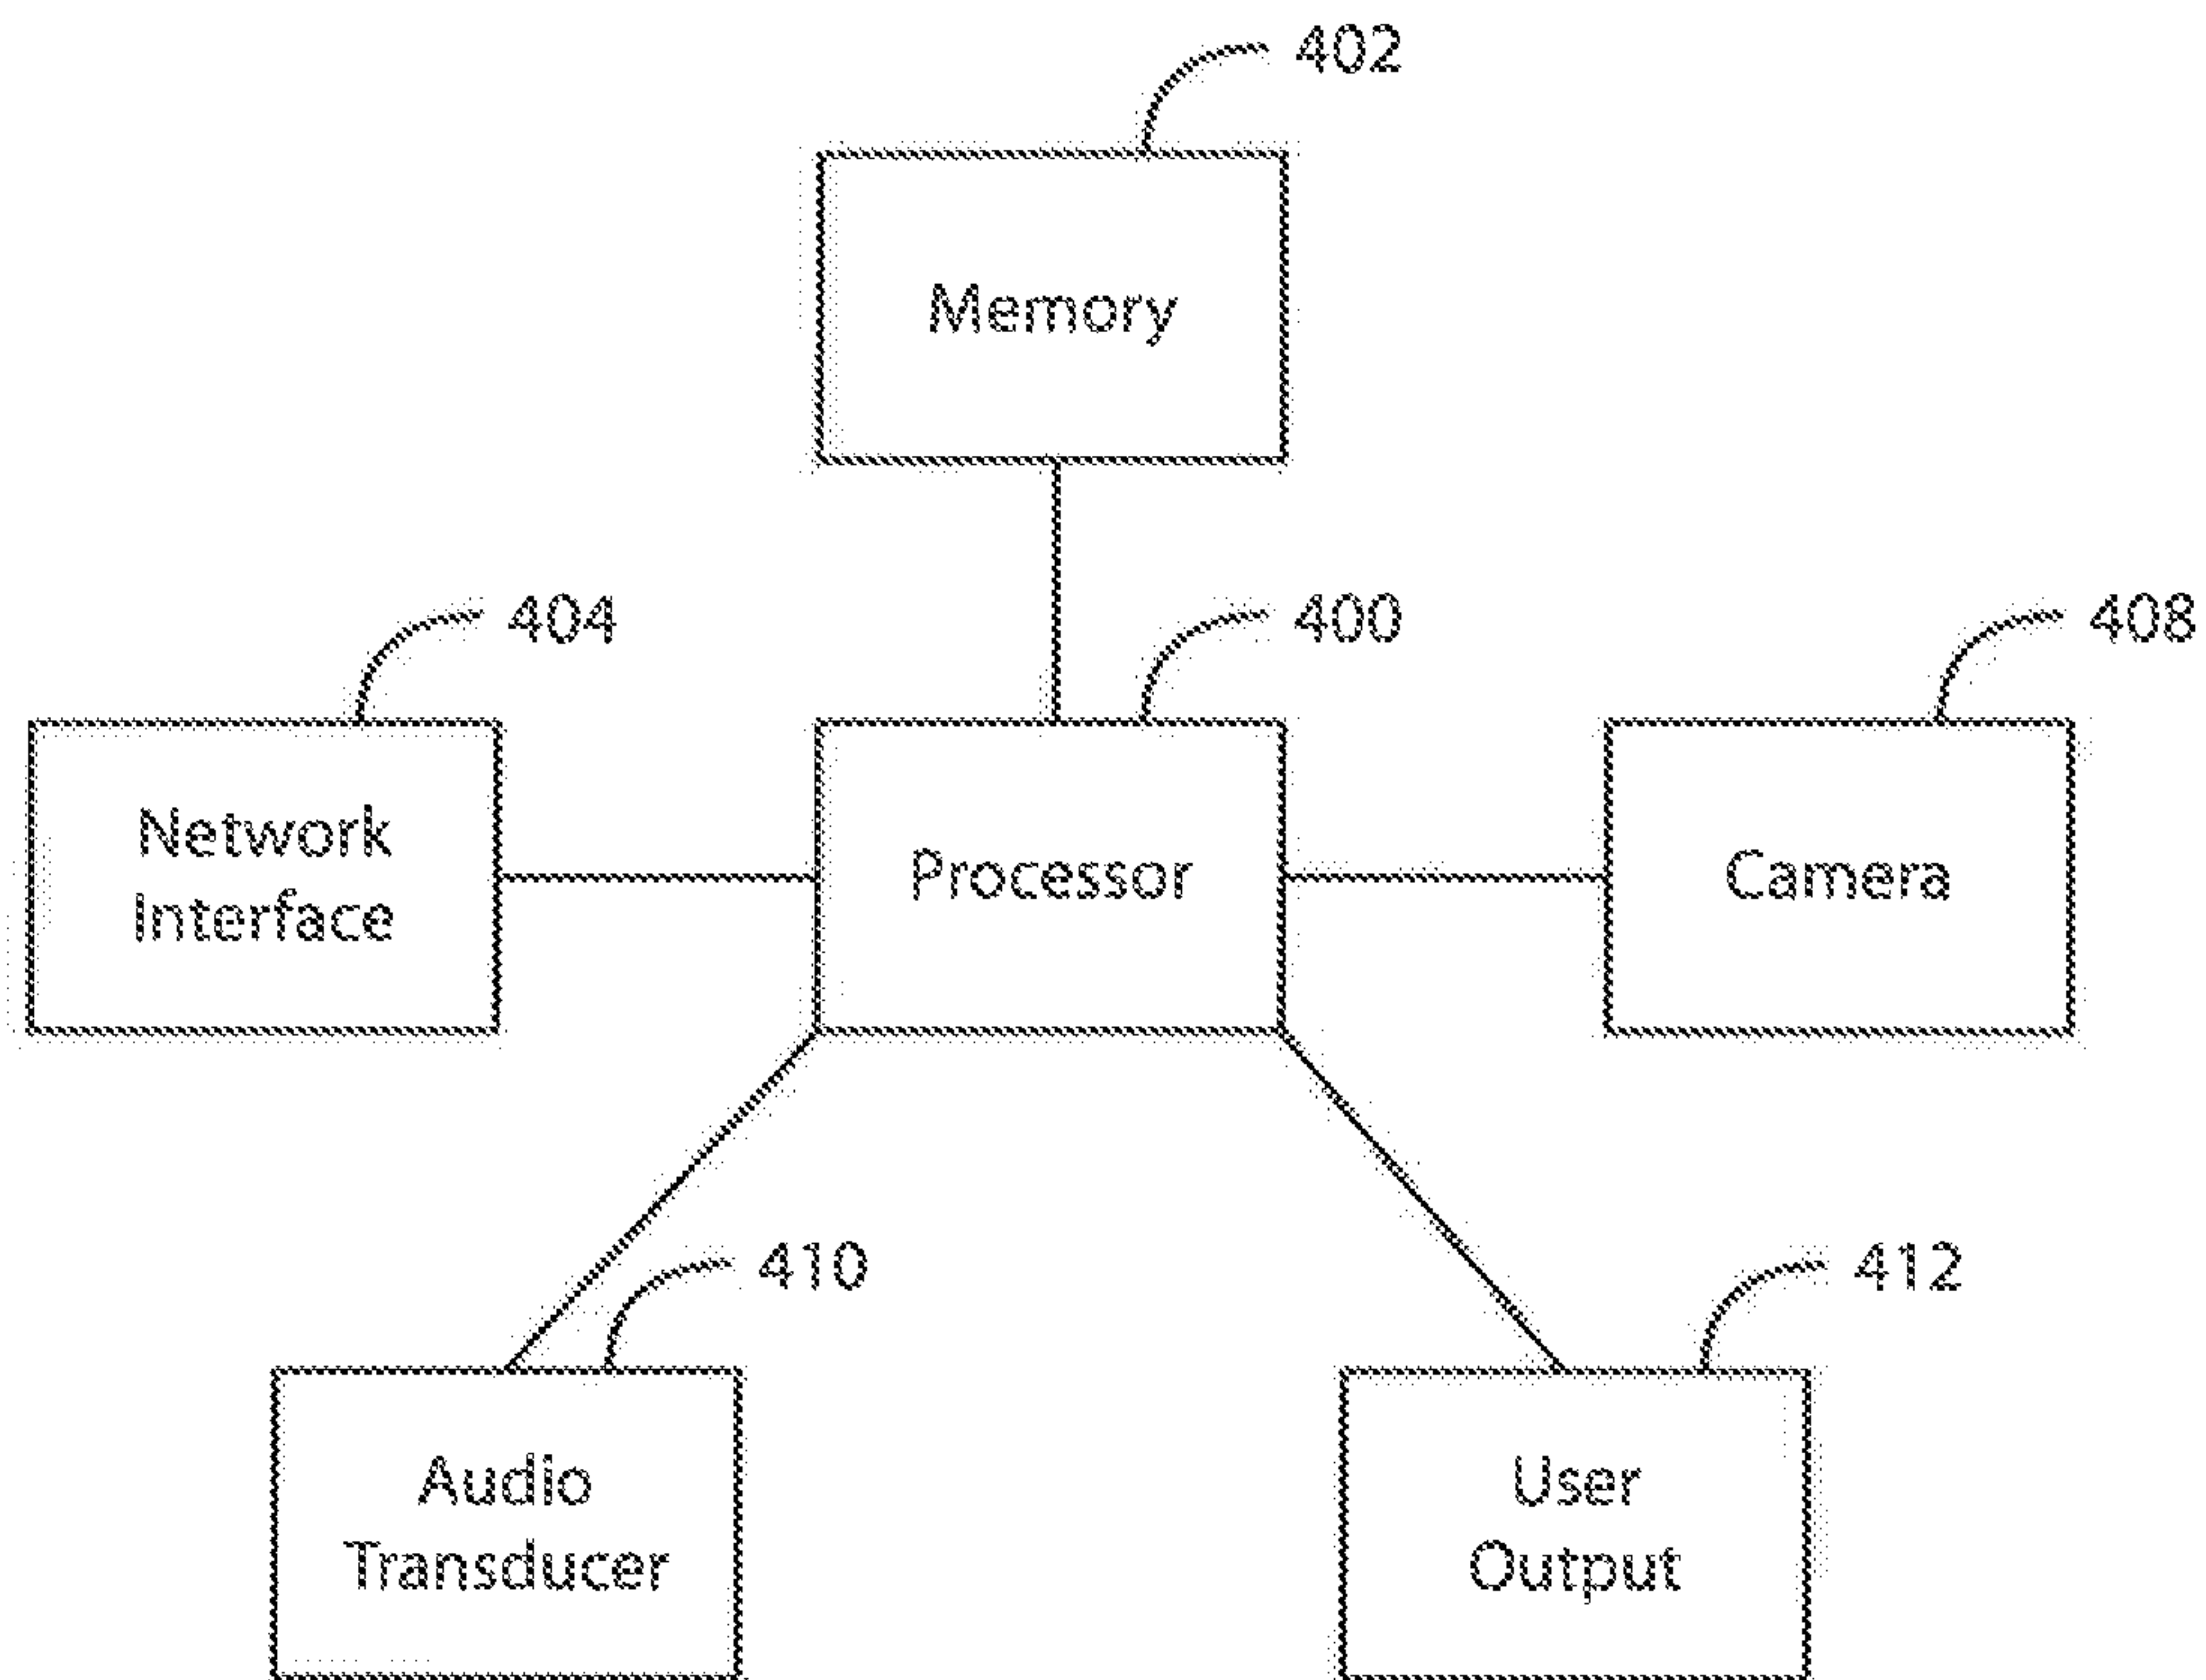 402
Memory
404
400
408
Network
Interface
Processor
Camera
410
412
Audio
Transducer
User
Output